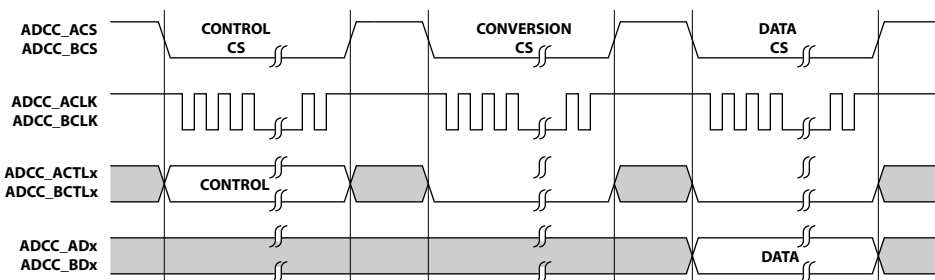 ADCC_ACS
ADCC_BCS
CONTROL
CS
CONVERSION
CS
DATA
CS
ADCC_ACLK
ADCC_BCLK
ADCC_ACTLx
ADCC_BCTLx
CONTROL
ADCC_ADx
ADCC_BDx
DATA